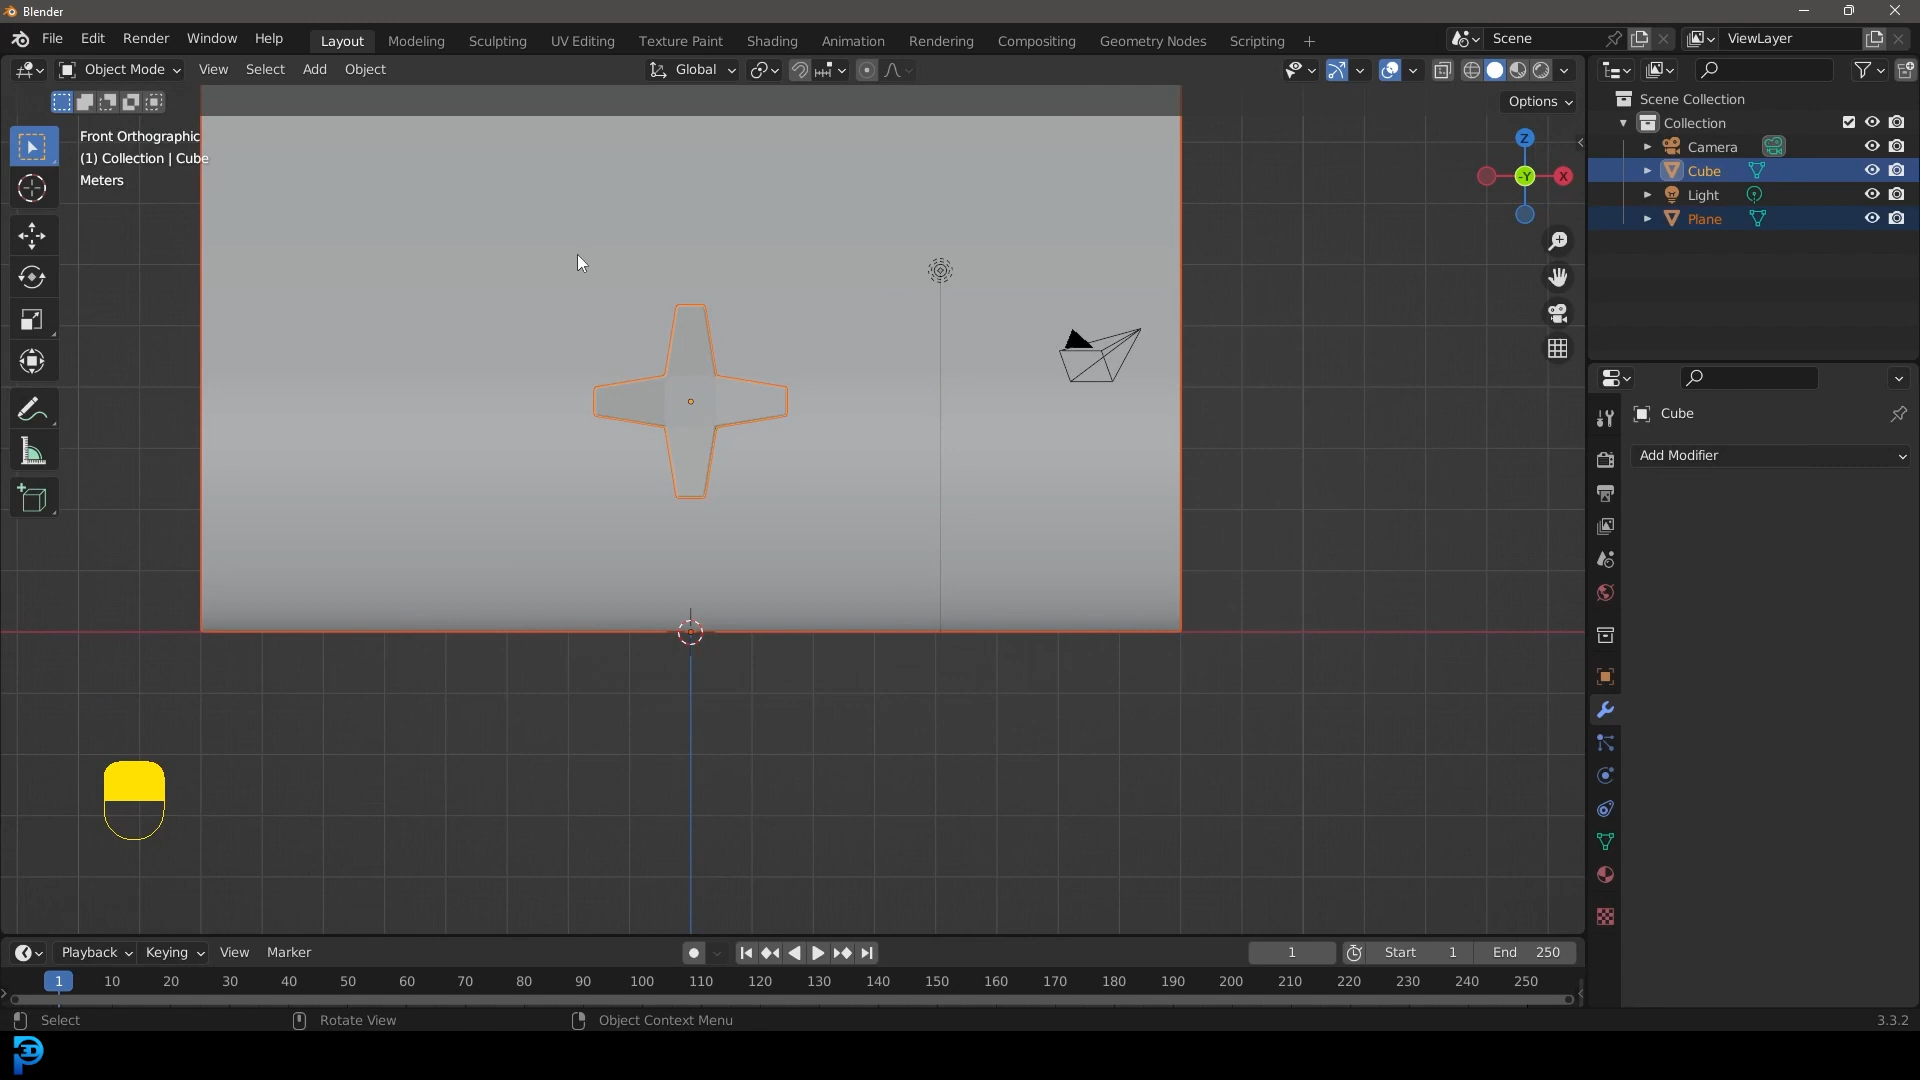 Blender
File Edit Render Window Help Layout Modeling Sculpting UV Editing Texture Paint Shading Animation Rendering Compositing Geometry Nodes Scripting + Scene ViewLayer
Object Mode View Select Add Object Global
Options
Front Orthographic
(1) Collection | Cube
Meters
Z
-Y X
Scene Collection
Collection
Camera
Cube
Light
Plane
Cube
Add Modifier
Playback Keying View Marker 1 Start 1 End 250
1 10 20 30 40 50 60 70 80 90 100 110 120 130 140 150 160 170 180 190 200 210 220 230 240 250
Select Rotate View Object Context Menu 3.3.2
3D